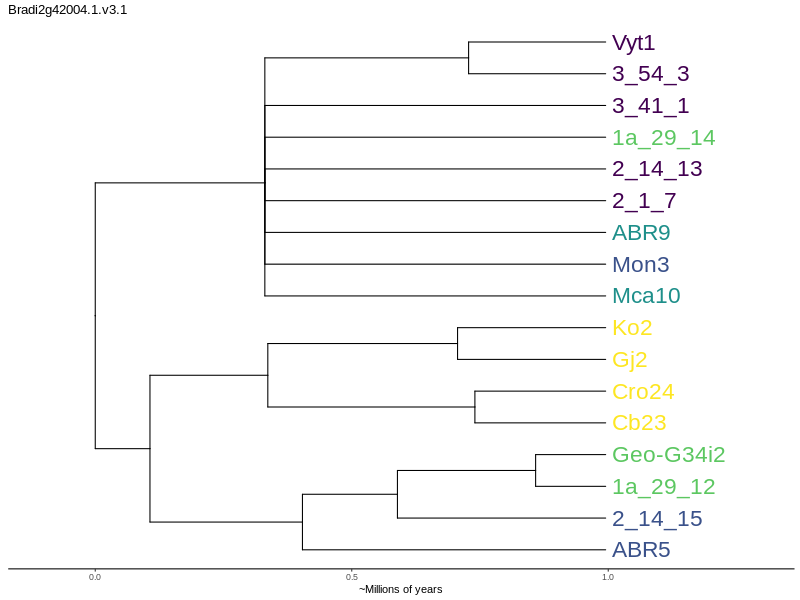 Bradi2g42004.1.v3.1
Vyt1
3_54_3
3_41_1
1a_29_14
2_14_13
2_1_7
ABR9
Mon3
Mca10
Ko2
Gj2
Cro24
Cb23
Geo-G34i2
1a_29_12
2_14_15
ABR5
0.0 0.5 1.0
~Millions of years